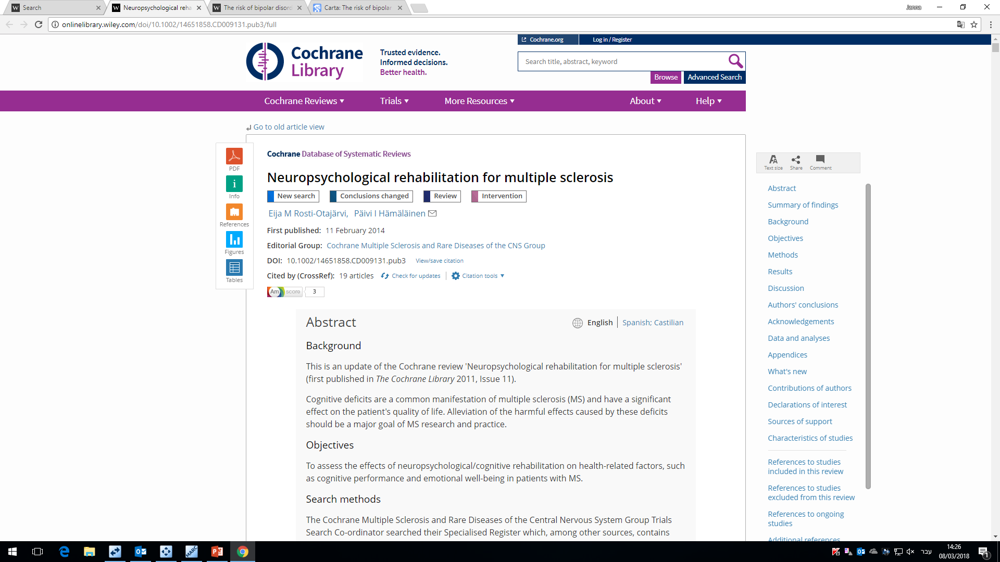 Search
Neuropsychological reha
The risk of bipolar disord
Carta: The risk of bipolar
Janna
onlinelibrary.wiley.com/doi/10.1002/14651858.CD009131.pub3/full
Cochrane.org
Log in / Register
Cochrane
Library
Trusted evidence.
Informed decisions.
Better health.
Search title, abstract, keyword
Browse
Advanced Search
Cochrane Reviews
Trials
More Resources
About
Help
Go to old article view
PDF
Info
References
Figures
Tables
Cochrane Database of Systematic Reviews
Neuropsychological rehabilitation for multiple sclerosis
New search
Conclusions changed
Review
Intervention
Eija M Rosti-Otajärvi, Päivi I Hämäläinen
First published: 11 February 2014
Editorial Group: Cochrane Multiple Sclerosis and Rare Diseases of the CNS Group
DOI: 10.1002/14651858.CD009131.pub3 View/save citation
Cited by (CrossRef): 19 articles Check for updates Citation tools
Am score 3
Abstract
English
Spanish; Castilian
Background
This is an update of the Cochrane review 'Neuropsychological rehabilitation for multiple sclerosis'
(first published in The Cochrane Library 2011, Issue 11).
Cognitive deficits are a common manifestation of multiple sclerosis (MS) and have a significant
effect on the patient's quality of life. Alleviation of the harmful effects caused by these deficits
should be a major goal of MS research and practice.
Objectives
To assess the effects of neuropsychological/cognitive rehabilitation on health-related factors, such
as cognitive performance and emotional well-being in patients with MS.
Search methods
The Cochrane Multiple Sclerosis and Rare Diseases of the Central Nervous System Group Trials
Search Co-ordinator searched their Specialised Register which, among other sources, contains
Text size
Share
Comment
Abstract
Summary of findings
Background
Objectives
Methods
Results
Discussion
Authors' conclusions
Acknowledgements
Data and analyses
Appendices
What's new
Contributions of authors
Declarations of interest
Sources of support
Characteristics of studies
References to studies
included in this review
References to studies
excluded from this review
References to ongoing
studies
Additional references
MARC
עבר
14:26
08/03/2018
1